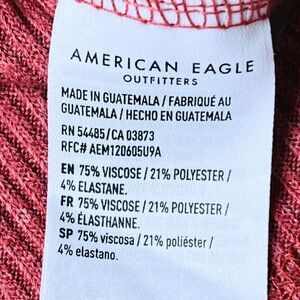 AMERICAN EAGLE
OUTFITTERS
MADE IN GUATEMALA / FABRIQUÉ AU
GUATEMALA / HECHO EN GUATEMALA
RN 54485/CA 03873
RFC# AEM120605U9A
EN 75% VISCOSE / 21% POLYESTER /
4% ELASTANE.
FR 75% VISCOSE / 21% POLYESTER /
4% ÉLASTHANNE.
SP 75% viscosa / 21% poliéster /
4% elastano.